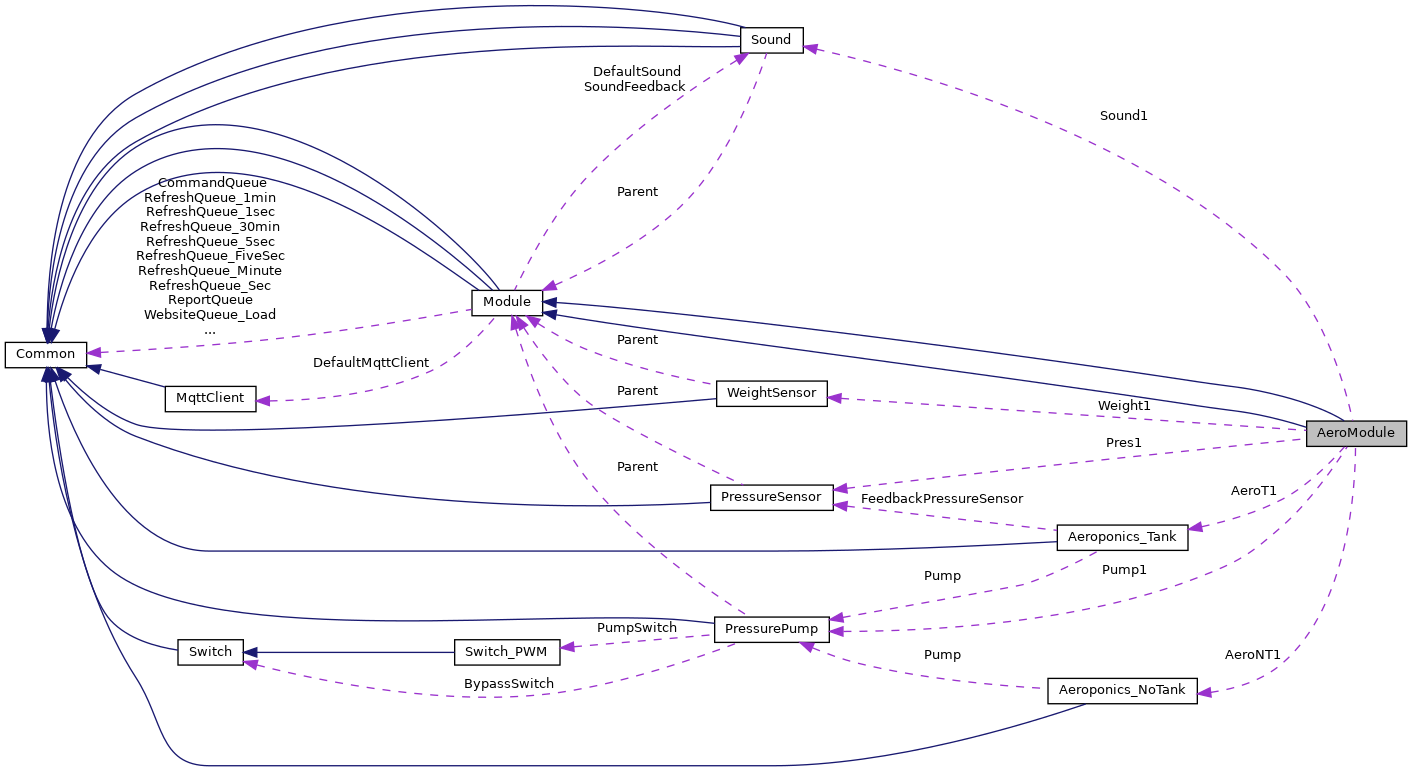 Sound
DefaultSound
SoundFeedback
Sound1
CommandQueue
RefreshQueue_1min
RefreshQueue_1sec
RefreshQueue_30min
RefreshQueue_5sec
RefreshQueue_FiveSec
RefreshQueue_Minute
RefreshQueue_Sec
ReportQueue
WebsiteQueue_Load
...
Parent
Module
Common
Parent
DefaultMqttClient
MqttClient
Parent
WeightSensor
Weight1
AeroModule
Pres1
Parent
PressureSensor
FeedbackPressureSensor
AeroT1
Aeroponics_Tank
Pump
Pump1
PumpSwitch
PressurePump
Switch
Switch_PWM
Pump
AeroNT1
BypassSwitch
Aeroponics_NoTank